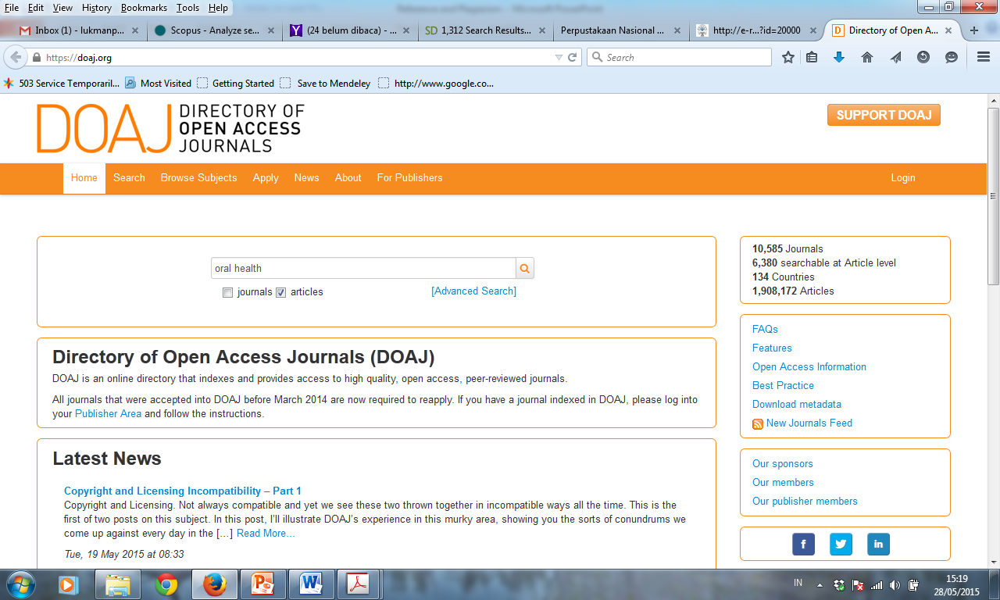 Reference and Plagiarism - Microsoft PowerPoint
File Edit View History Bookmarks Tools Help
Inbox (1) - lukmanp...
Scopus - Analyze se...
(24 belum dibaca) - ...
SD 1,312 Search Results...
Perpustakaan Nasional ...
http://e-r...?id=20000
D Directory of Open A...
https://doaj.org
Search
503 Service Temporaril... Most Visited Getting Started Save to Mendeley http://www.google.co...
DOAJ DIRECTORY OF
OPEN ACCESS
JOURNALS
SUPPORT DOAJ
Home Search Browse Subjects Apply News About For Publishers Login
oral health
journals articles [Advanced Search]
Directory of Open Access Journals (DOAJ)
DOAJ is an online directory that indexes and provides access to high quality, open access, peer-reviewed journals.
All journals that were accepted into DOAJ before March 2014 are now required to reapply. If you have a journal indexed in DOAJ, please log into
your Publisher Area and follow the instructions.
Latest News
Copyright and Licensing Incompatibility – Part 1
Copyright and Licensing. Not always compatible and yet we see these two thrown together in incompatible ways all the time. This is the
first of two posts on this subject. In this post, I'll illustrate DOAJ's experience in this murky area, showing you the sorts of conundrums we
come up against every day in the […] Read More...
Tue, 19 May 2015 at 08:33
10,585 Journals
6,380 searchable at Article level
134 Countries
1,908,172 Articles
FAQs
Features
Open Access Information
Best Practice
Download metadata
New Journals Feed
Our sponsors
Our members
Our publisher members
IN
15:19
28/05/2015